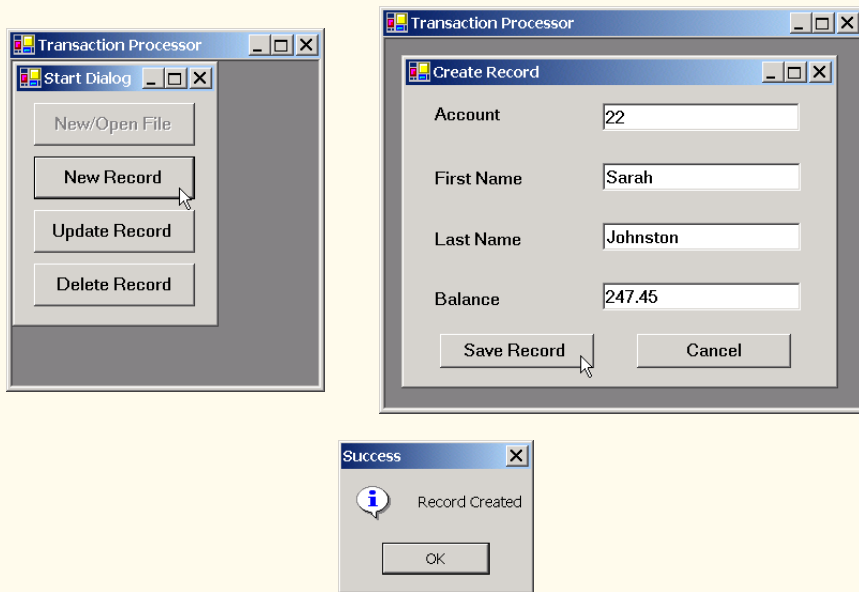 Transaction Processor
Start Dialog
New/Open File
New Record
Update Record
Delete Record
Transaction Processor
Create Record
Account 22
First Name Sarah
Last Name Johnston
Balance 247.45
Save Record Cancel
Success
Record Created
OK